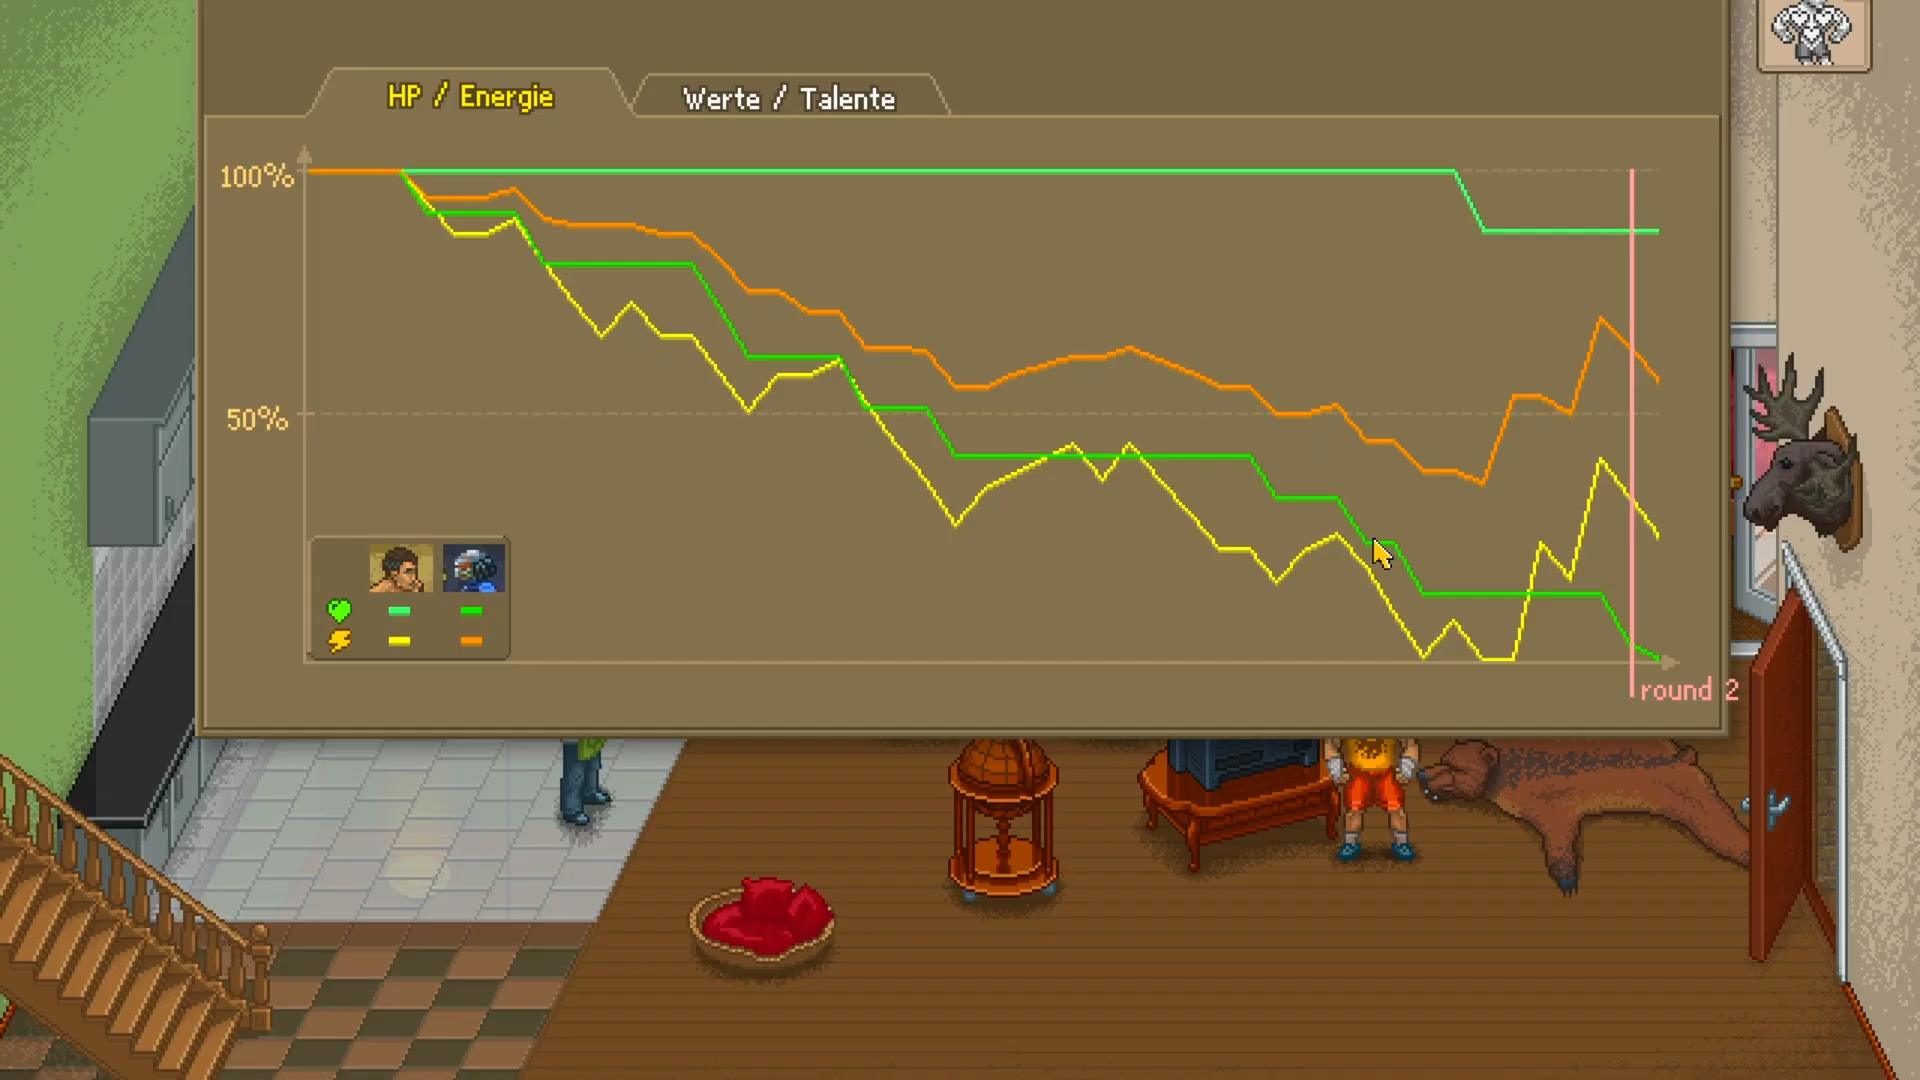 HP / Energie
Werte / Talente
100%
50%
round 2